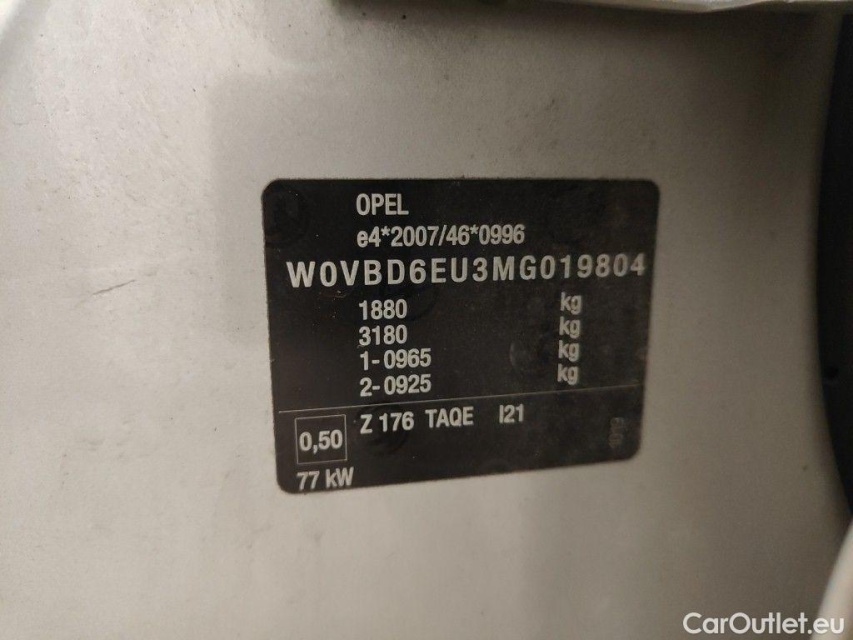 OPEL
e4*2007/46*0996
W0VBD6EU3MG019804
1880 kg
3180 kg
1-0965 kg
2-0925 kg
0,50 Z 176 TAQE I21
77 kW
CarOutlet.eu